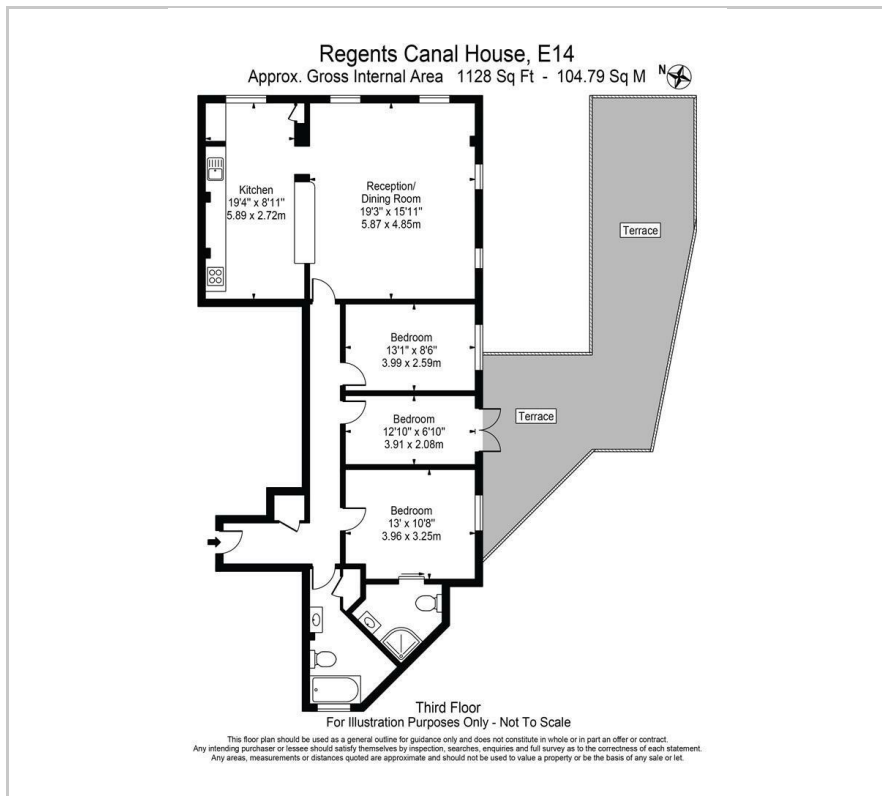 Regents Canal House, E14
Approx. Gross Internal Area 1128 Sq Ft - 104.79 Sq M
N
Kitchen
19'4" x 8'11"
5.89 x 2.72m
Reception/
Dining Room
19'3" x 15'11"
5.87 x 4.85m
Terrace
Bedroom
13'1" x 8'6"
3.99 x 2.59m
Bedroom
12'10" x 6'10"
3.91 x 2.08m
Terrace
Bedroom
13' x 10'8"
3.96 x 3.25m
Third Floor
For Illustration Purposes Only - Not To Scale
This floor plan should be used as a general outline for guidance only and does not constitute in whole or in part an offer or contract.
Any intending purchaser or lessee should satisfy themselves by inspection, searches, enquiries and full survey as to the correctness of each statement.
Any areas, measurements or distances quoted are approximate and should not be used to value a property or be the basis of any sale or let.